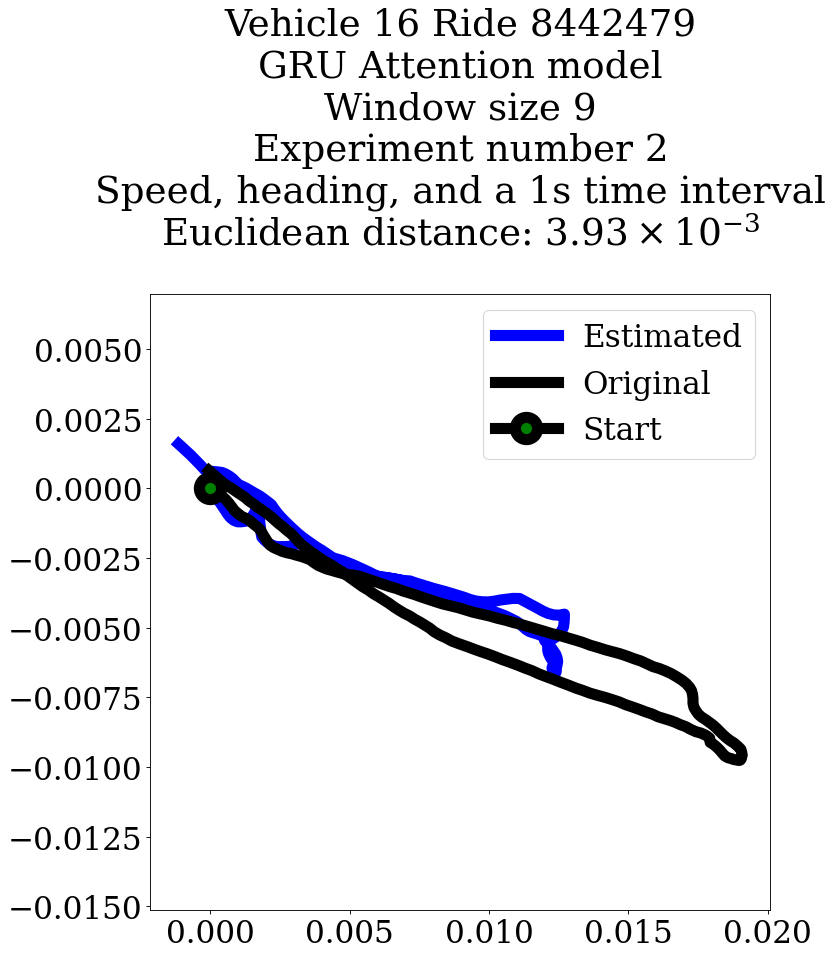 Vehicle 16 Ride 8442479
GRU Attention model
Window size 9
Experiment number 2
Speed, heading, and a 1s time interval
Euclidean distance: 3.93 × 10⁻³
Estimated
Original
Start
0.0050
0.0025
0.0000
−0.0025
−0.0050
−0.0075
−0.0100
−0.0125
−0.0150
0.000 0.005 0.010 0.015 0.020